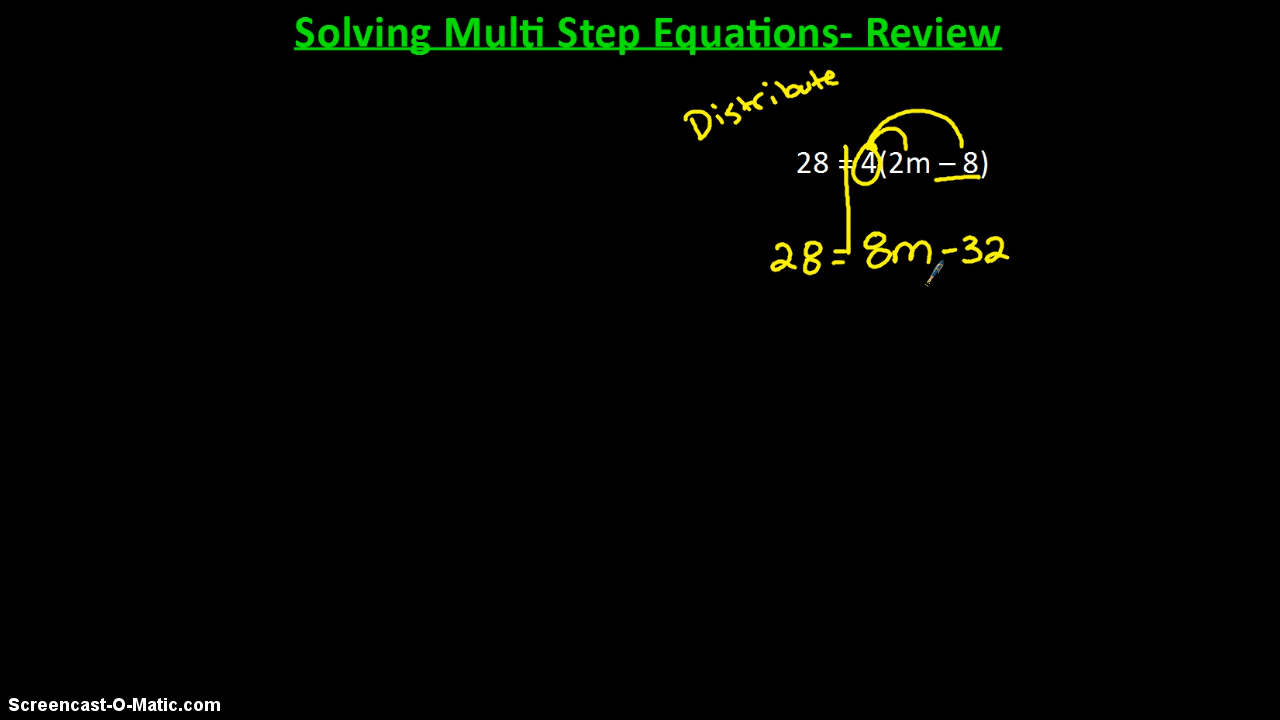 Solving Multi Step Equations- Review
Distribute
28 = 4(2m – 8)
28 = 8m - 32
Screencast-O-Matic.com